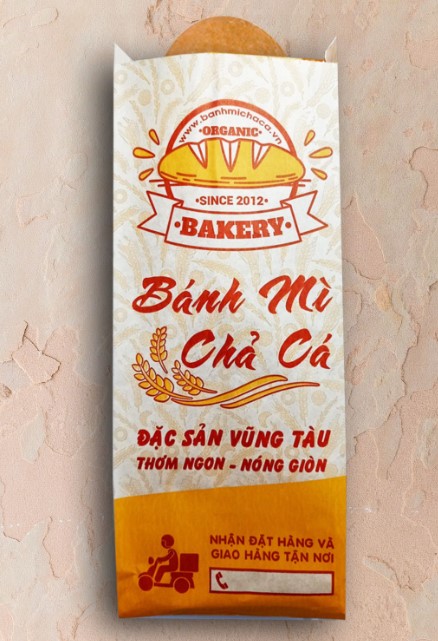 www.banhmichaca.vn
•ORGANIC•
•SINCE 2012•
•BAKERY•
Bánh Mì
Chả Cá
ĐẶC SẢN VŨNG TÀU
THƠM NGON - NÓNG GIÒN
NHẬN ĐẶT HÀNG VÀ
GIAO HÀNG TẬN NƠI